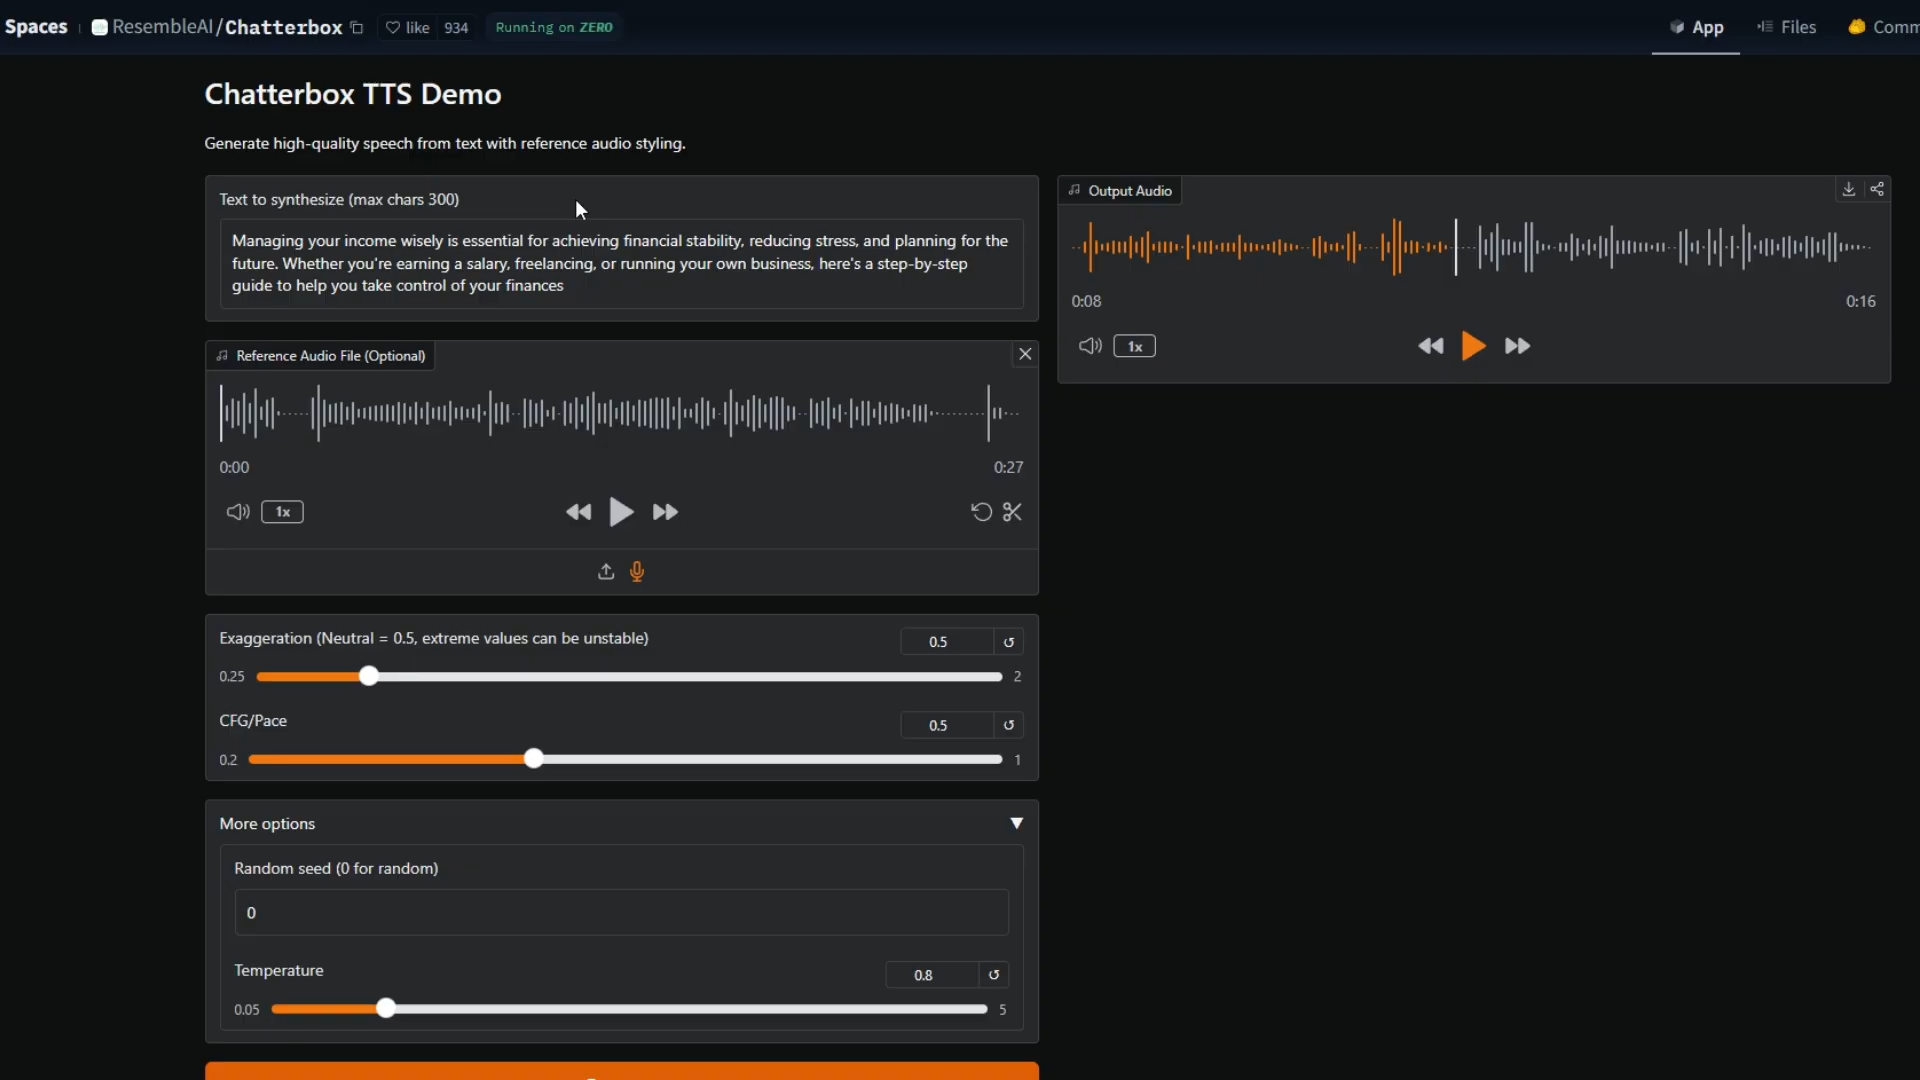 Spaces ResembleAI/Chatterbox like 934 Running on ZERO App Files Comm
Chatterbox TTS Demo
Generate high-quality speech from text with reference audio styling.
Text to synthesize (max chars 300)
Managing your income wisely is essential for achieving financial stability, reducing stress, and planning for the
future. Whether you're earning a salary, freelancing, or running your own business, here's a step-by-step
guide to help you take control of your finances
Output Audio
0:08 0:16
1x
Reference Audio File (Optional)
0:00 0:27
1x
Exaggeration (Neutral = 0.5, extreme values can be unstable) 0.5
0.25 2
CFG/Pace 0.5
0.2 1
More options
Random seed (0 for random)
0
Temperature 0.8
0.05 5